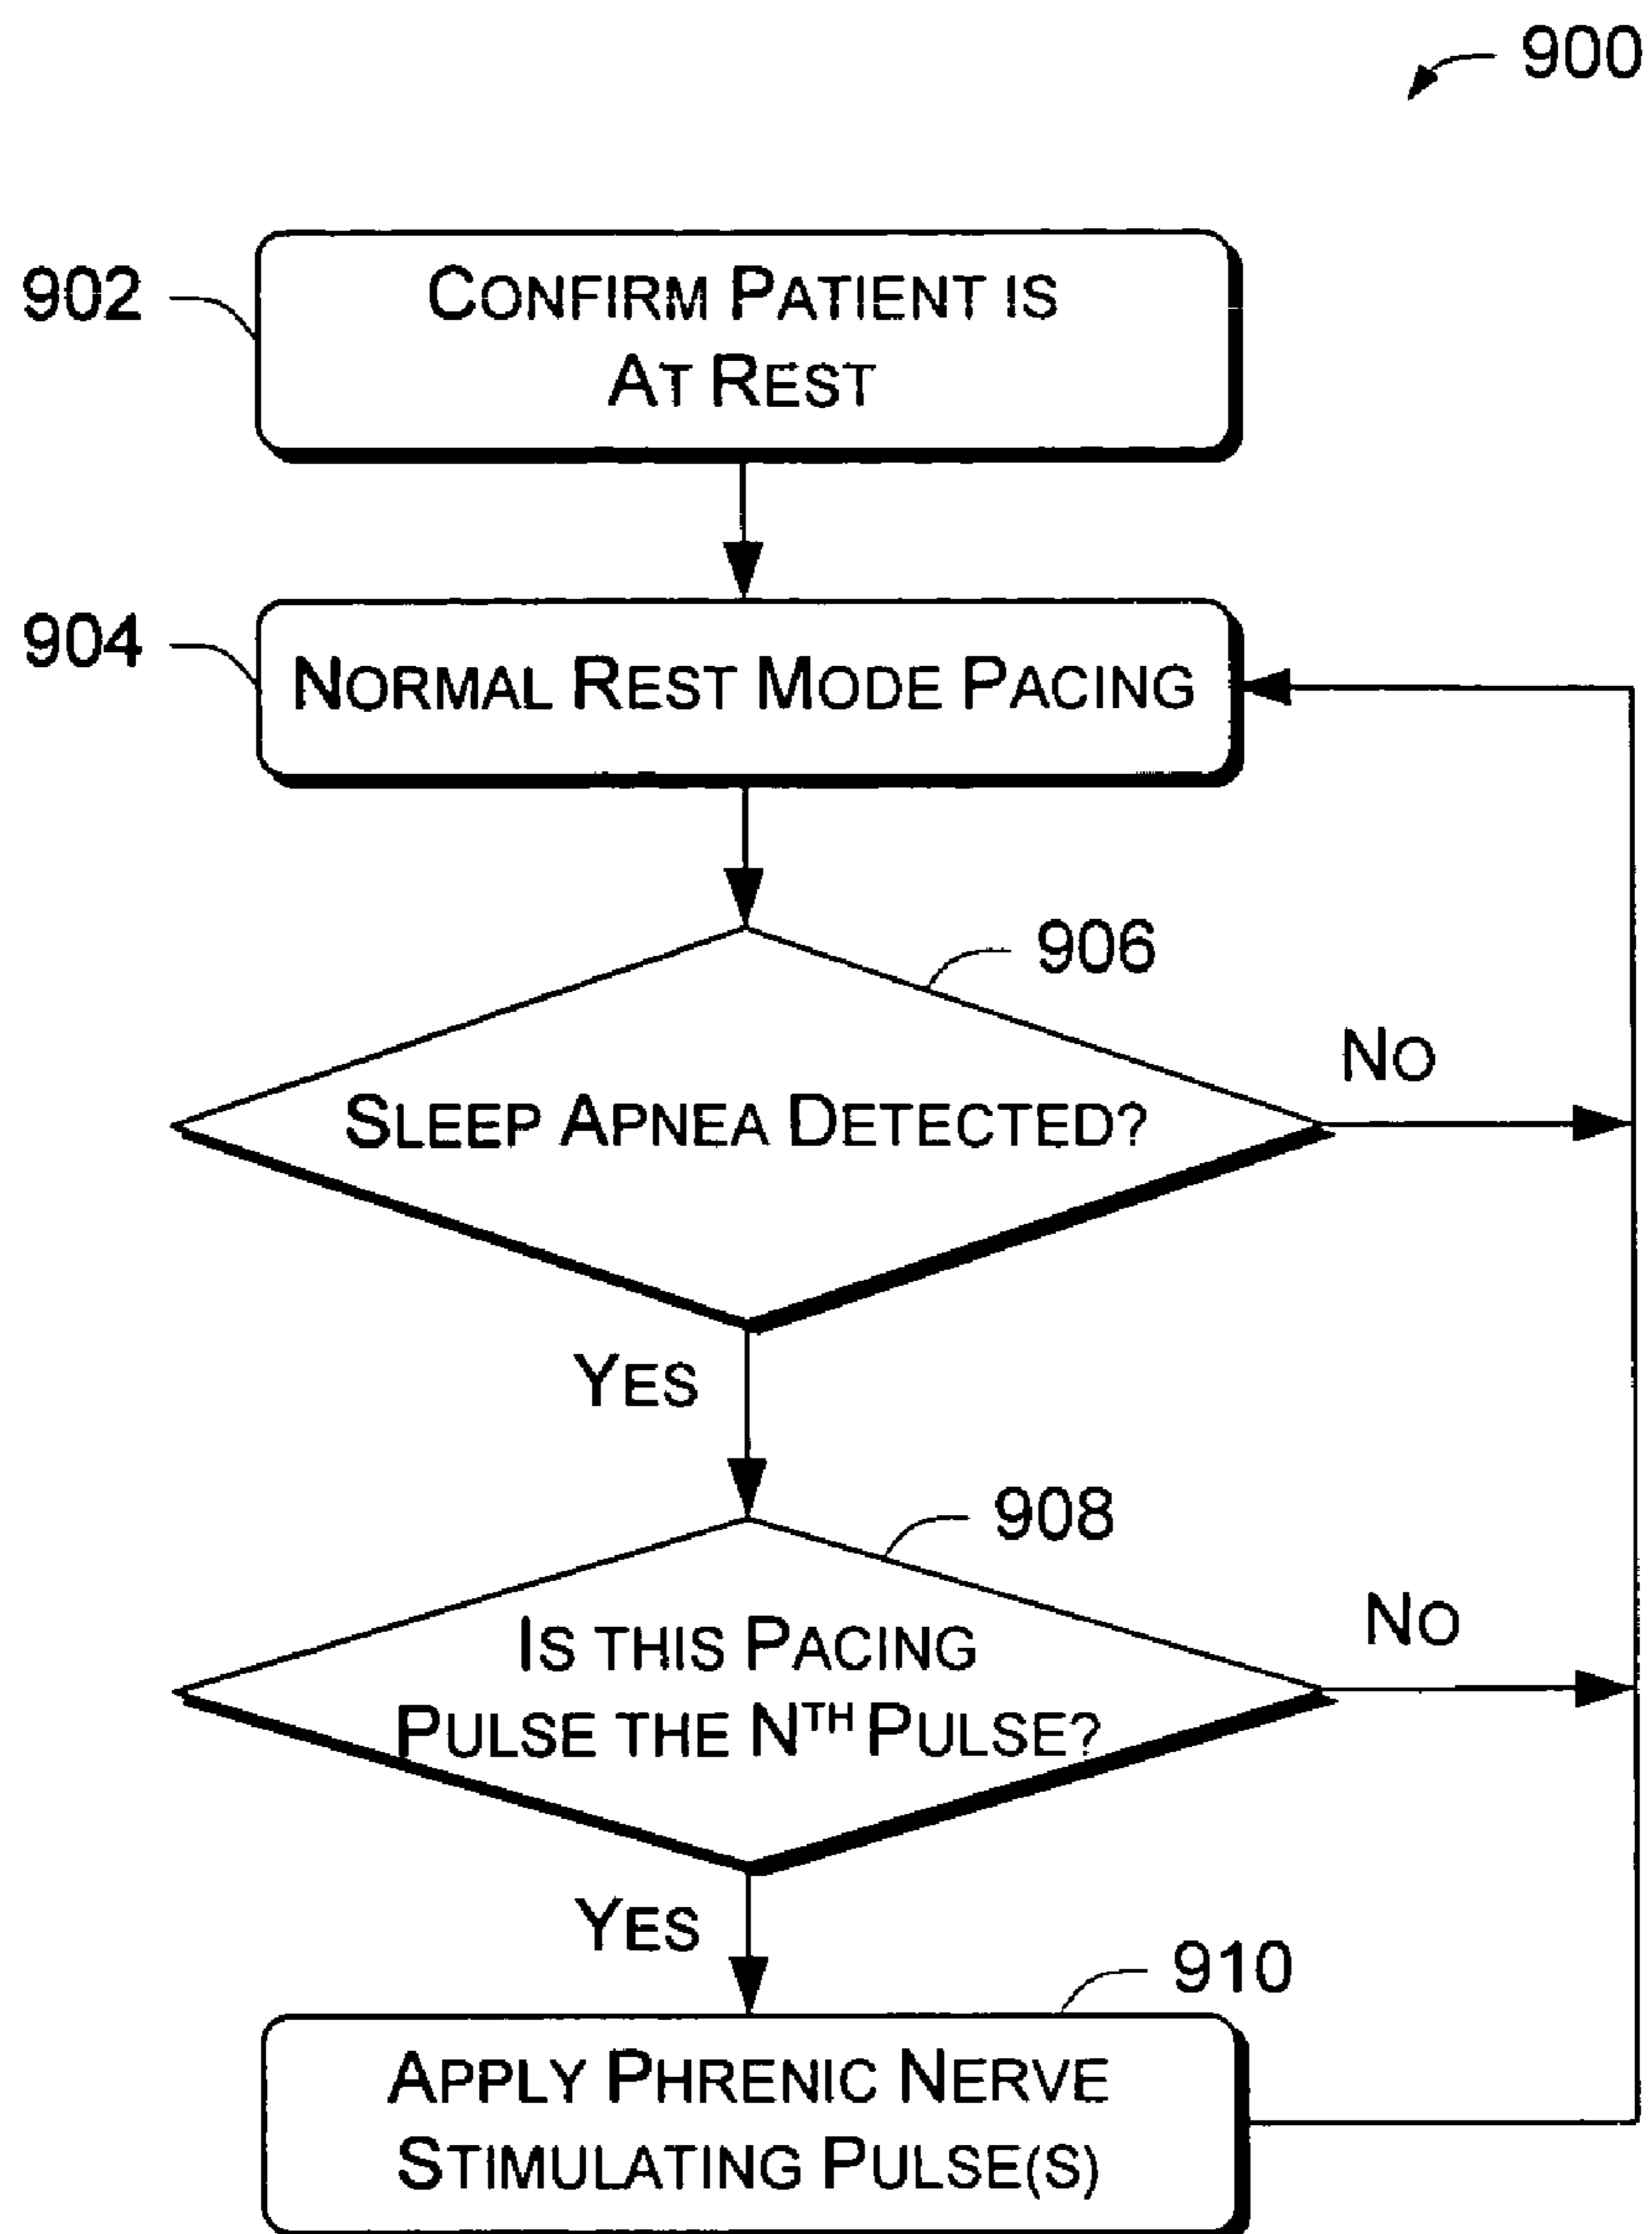 900
902
CONFIRM PATIENT IS
AT REST
904
NORMAL REST MODE PACING
906
NO
SLEEP APNEA DETECTED?
YES
908
NO
IS THIS PACING
PULSE THE NTH PULSE?
YES
910
APPLY PHRENIC NERVE
STIMULATING PULSE(S)